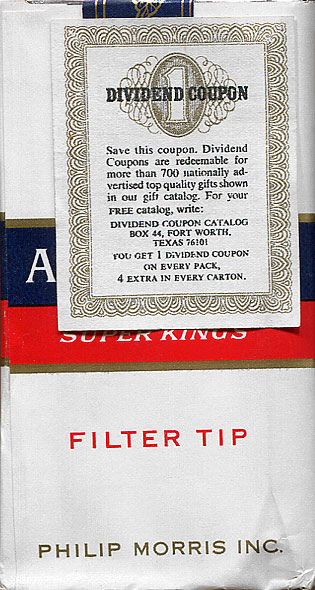 1
DIVIDEND COUPON
Save this coupon. Dividend
Coupons are redeemable for
more than 700 nationally ad-
vertised top quality gifts shown
in our gift catalog. For your
FREE catalog, write:
DIVIDEND COUPON CATALOG
BOX 44, FORT WORTH,
TEXAS 76101
YOU GET 1 DIVIDEND COUPON
ON EVERY PACK,
4 EXTRA IN EVERY CARTON.
A
SUPER KINGS
FILTER TIP
PHILIP MORRIS INC.